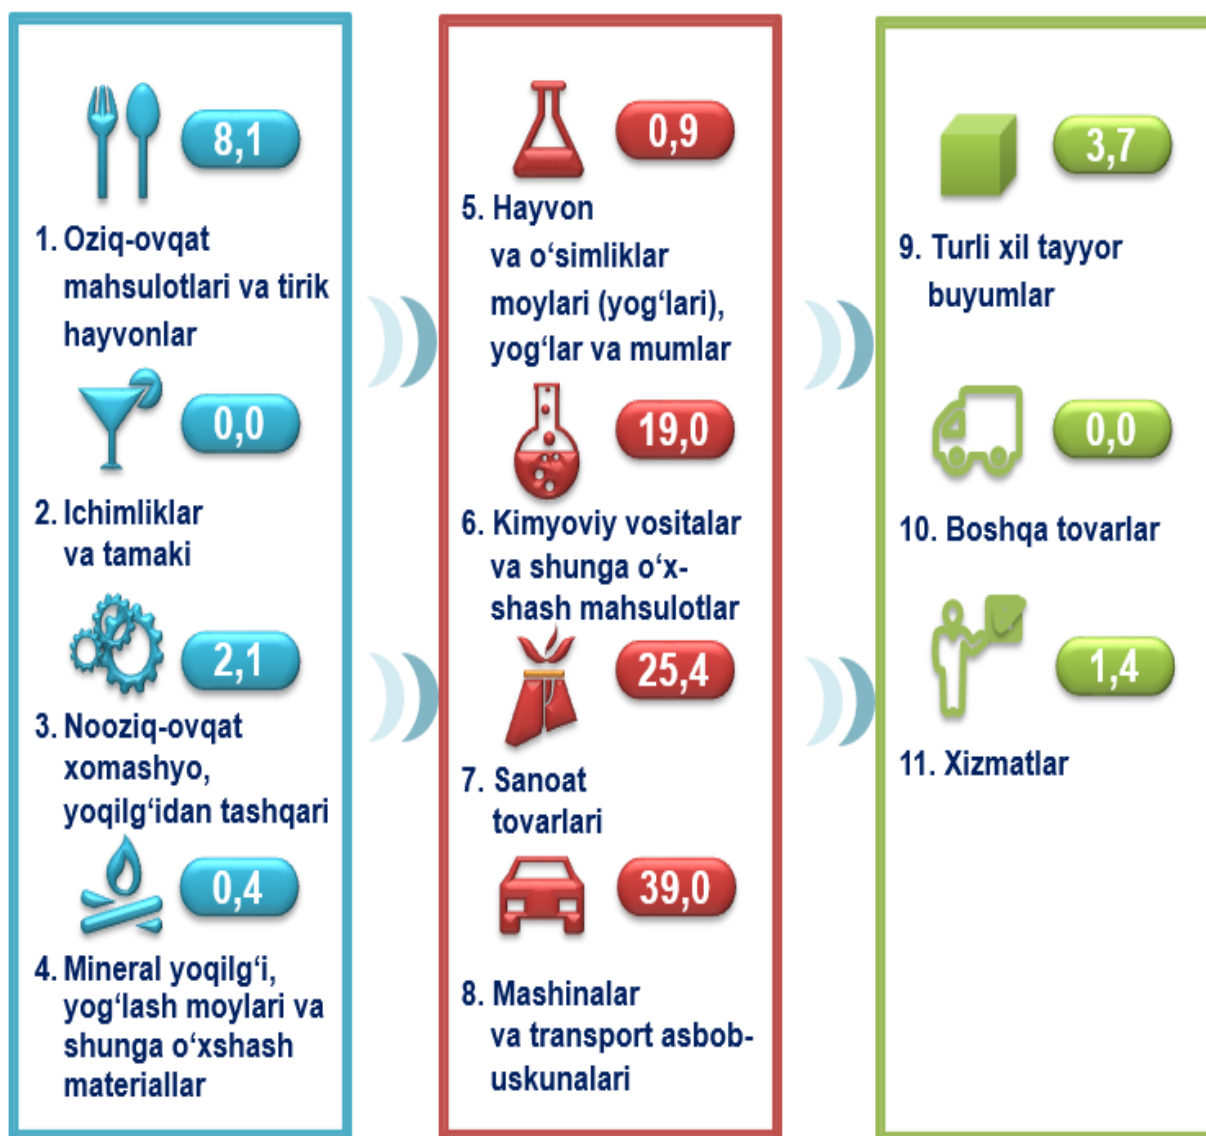 8,1
1. Oziq-ovqat
mahsulotlari va tirik
hayvonlar
0,0
2. Ichimliklar
va tamaki
2,1
3. Nooziq-ovqat
xomashyo,
yoqilg‘idan tashqari
0,4
4. Mineral yoqilg‘i,
yog‘lash moylari va
shunga o‘xshash
materiallar
0,9
5. Hayvon
va o‘simliklar
moylari (yog‘lari),
yog‘lar va mumlar
19,0
6. Kimyoviy vositalar
va shunga o‘x-
shash mahsulotlar
25,4
7. Sanoat
tovarlari
39,0
8. Mashinalar
va transport asbob-
uskunalari
3,7
9. Turli xil tayyor
buyumlar
0,0
10. Boshqa tovarlar
1,4
11. Xizmatlar